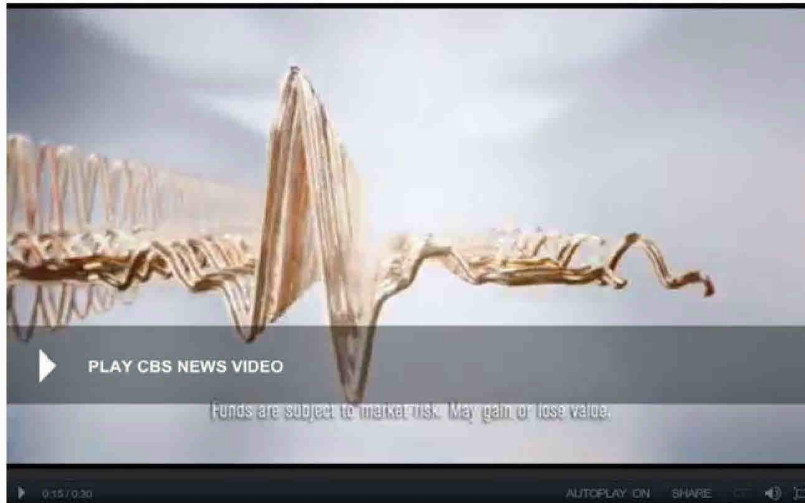 PLAY CBS NEWS VIDEO
Funds are subject to market risk. May gain or lose value.
0:15 / 0:30 AUTOPLAY ON SHARE CC